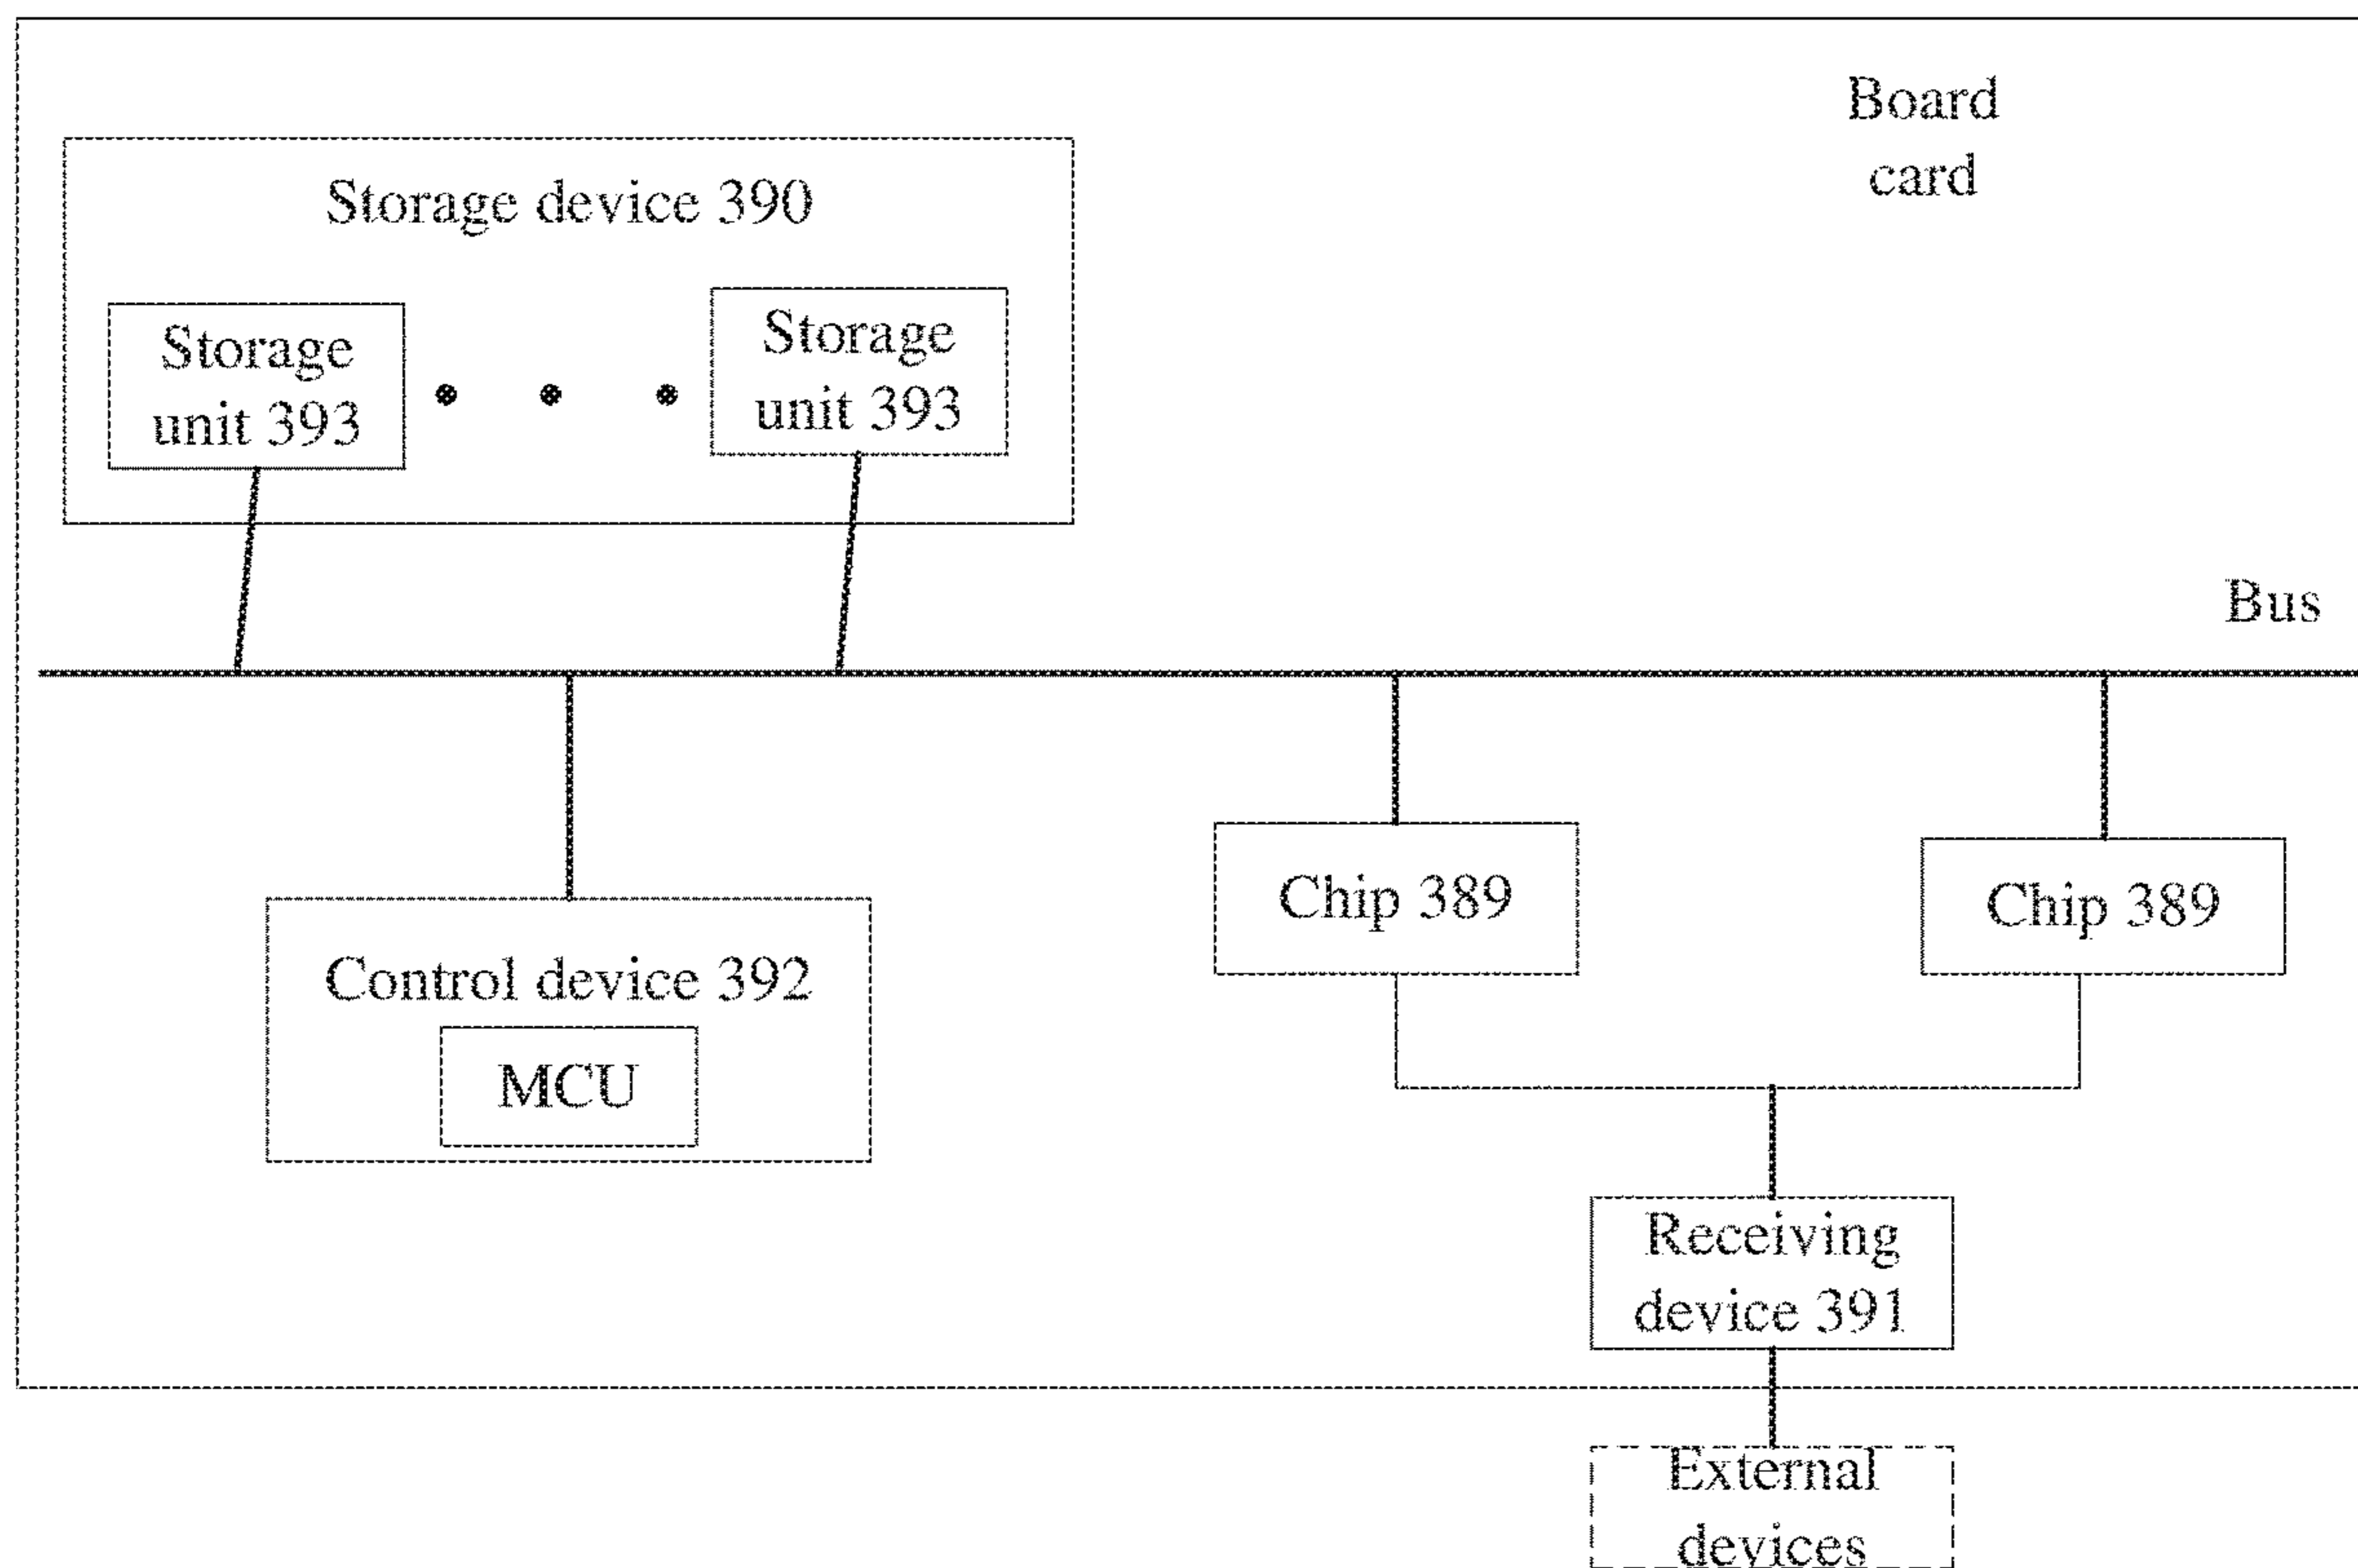 Board
card
Storage device 390
Storage
unit 393
Storage
unit 393
Bus
Control device 392
MCU
Chip 389
Chip 389
Receiving
device 391
External
devices